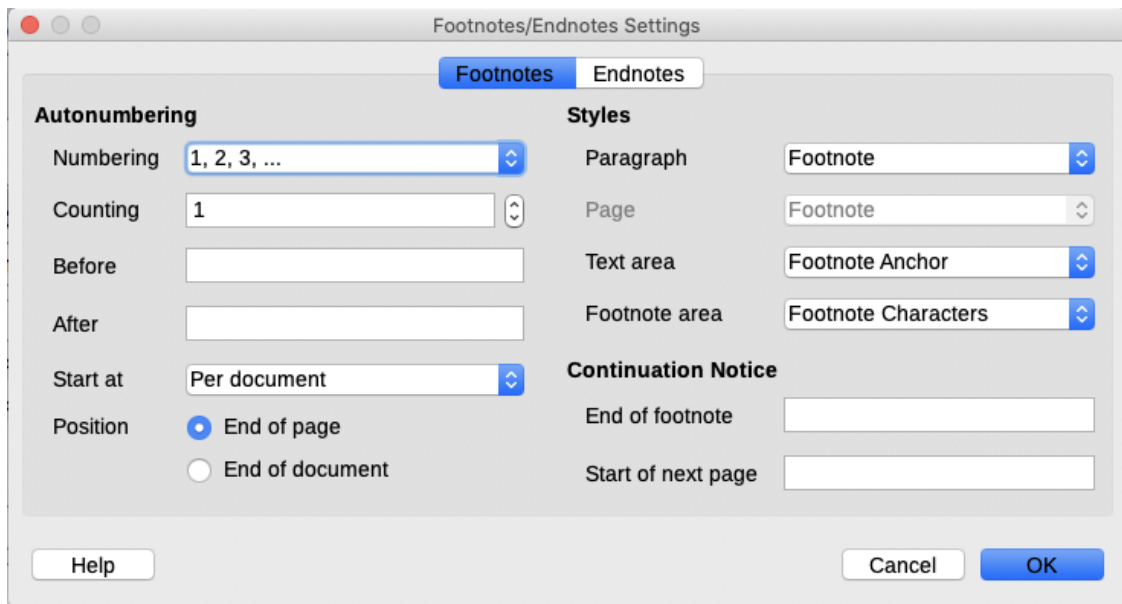 Footnotes/Endnotes Settings
Footnotes Endnotes
Autonumbering
Numbering 1, 2, 3, ...
Counting 1
Before
After
Start at Per document
Position End of page
End of document
Styles
Paragraph Footnote
Page Footnote
Text area Footnote Anchor
Footnote area Footnote Characters
Continuation Notice
End of footnote
Start of next page
Help Cancel OK